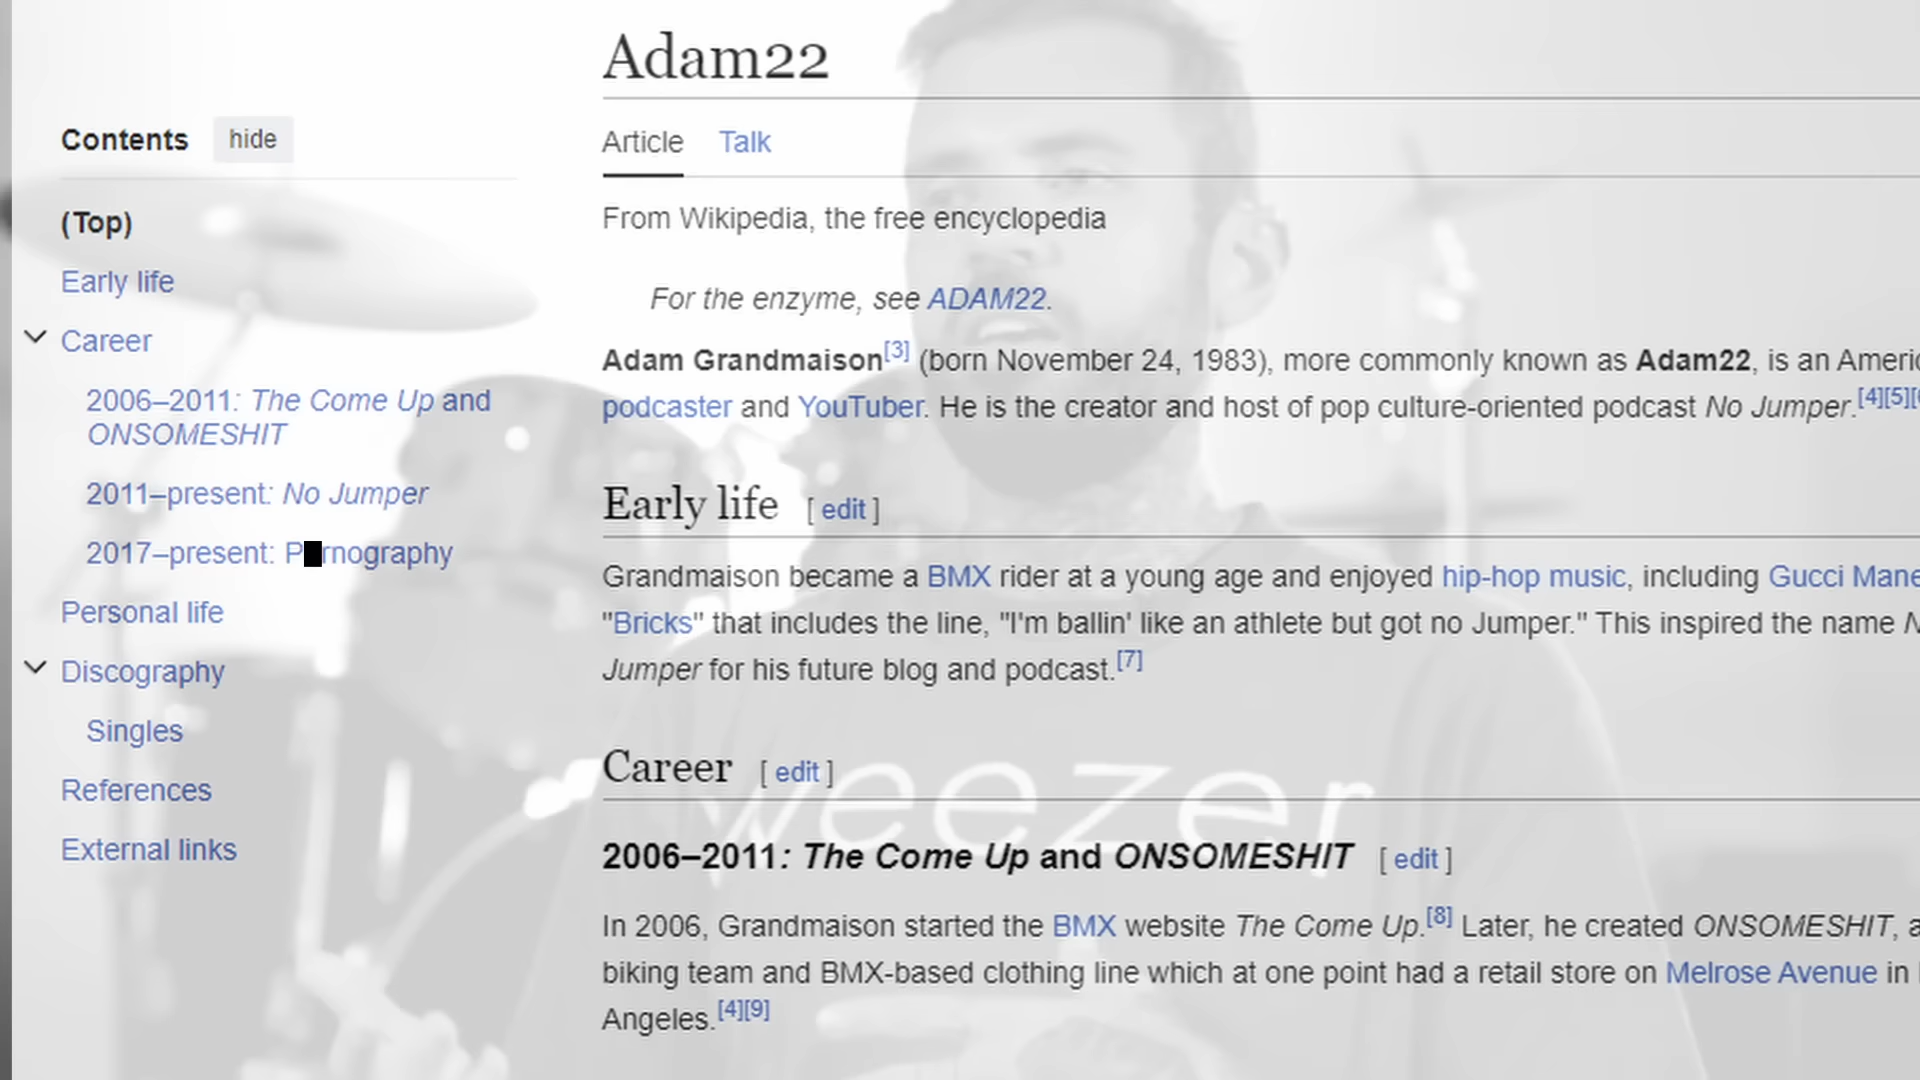 Adam22
Contents hide
Article Talk
(Top)
From Wikipedia, the free encyclopedia
Early life
For the enzyme, see ADAM22.
Career
Adam Grandmaison[3] (born November 24, 1983), more commonly known as Adam22, is an
podcaster and YouTuber. He is the creator and host of pop culture-oriented podcast No Jumper.[4][5]
2006–2011: The Come Up and
ONSOMESHIT
2011–present: No Jumper
2017–present: P rnography
Personal life
Discography
Singles
References
External links
Early life [ edit ]
Grandmaison became a BMX rider at a young age and enjoyed hip-hop music, including Gucci Mane
"Bricks" that includes the line, "I'm ballin' like an athlete but got no Jumper." This inspired the name
Jumper for his future blog and podcast.[7]
Career [ edit ]
weezer
2006–2011: The Come Up and ONSOMESHIT [ edit ]
In 2006, Grandmaison started the BMX website The Come Up.[8] Later, he created ONSOMESHIT, a
biking team and BMX-based clothing line which at one point had a retail store on Melrose Avenue in
Angeles.[4][9]